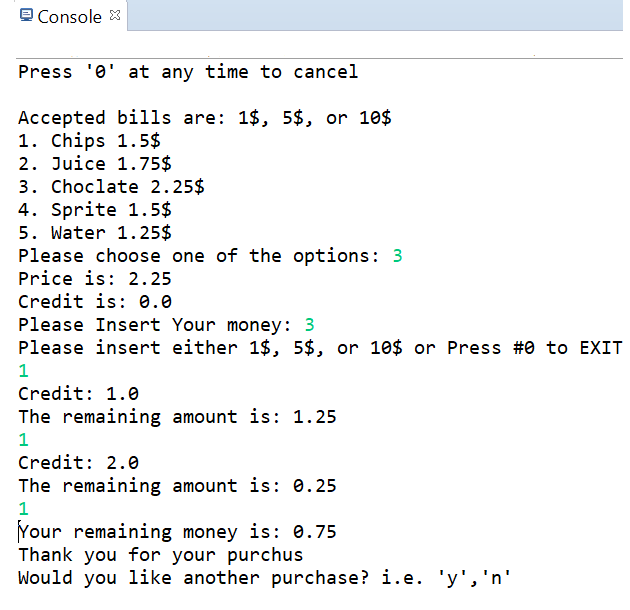 Console
Press '0' at any time to cancel
Accepted bills are: 1$, 5$, or 10$
1. Chips 1.5$
2. Juice 1.75$
3. Choclate 2.25$
4. Sprite 1.5$
5. Water 1.25$
Please choose one of the options: 3
Price is: 2.25
Credit is: 0.0
Please Insert Your money: 3
Please insert either 1$, 5$, or 10$ or Press #0 to EXIT
1
Credit: 1.0
The remaining amount is: 1.25
1
Credit: 2.0
The remaining amount is: 0.25
1
Your remaining money is: 0.75
Thank you for your purchus
Would you like another purchase? i.e. 'y','n'